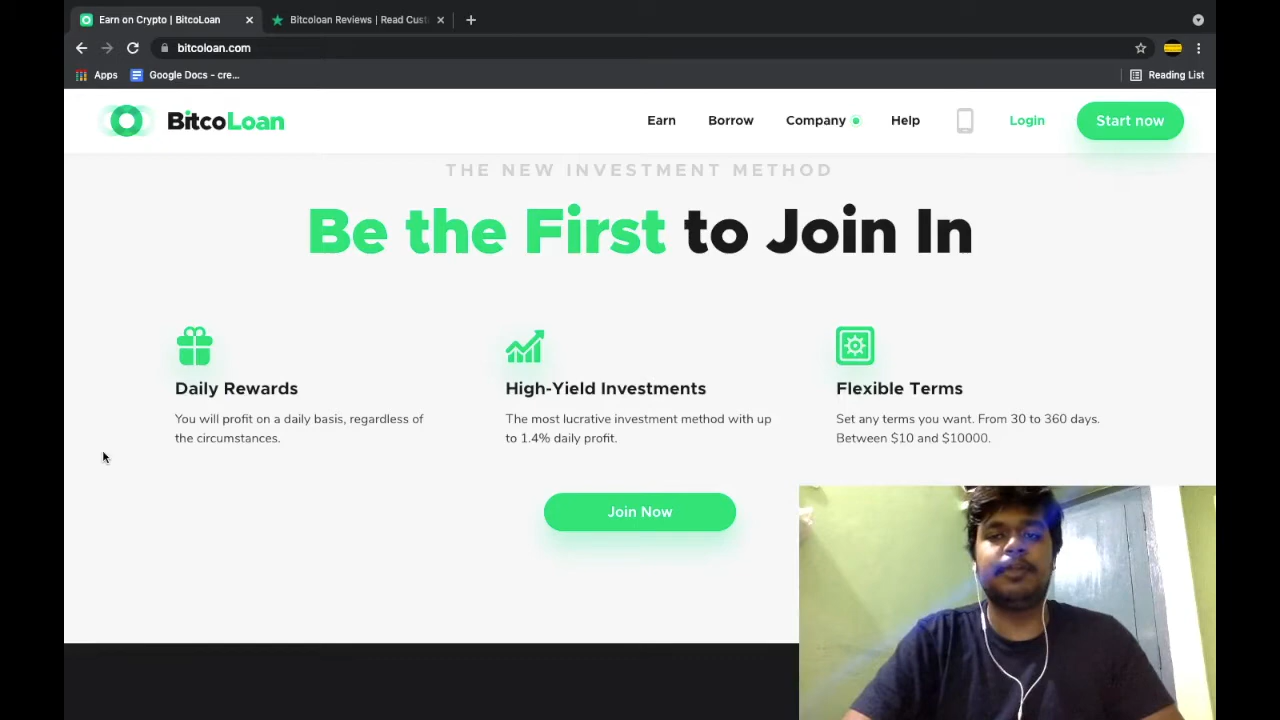 Earn on Crypto | BitcoLoan
Bitcoloan Reviews | Read Cust
bitcoloan.com
Apps
Google Docs - cre...
Reading List
BitcoLoan
Earn
Borrow
Company
Help
Login
Start now
THE NEW INVESTMENT METHOD
Be the First to Join In
Daily Rewards
You will profit on a daily basis, regardless of
the circumstances.
High-Yield Investments
The most lucrative investment method with up
to 1.4% daily profit.
Flexible Terms
Set any terms you want. From 30 to 360 days.
Between $10 and $10000.
Join Now